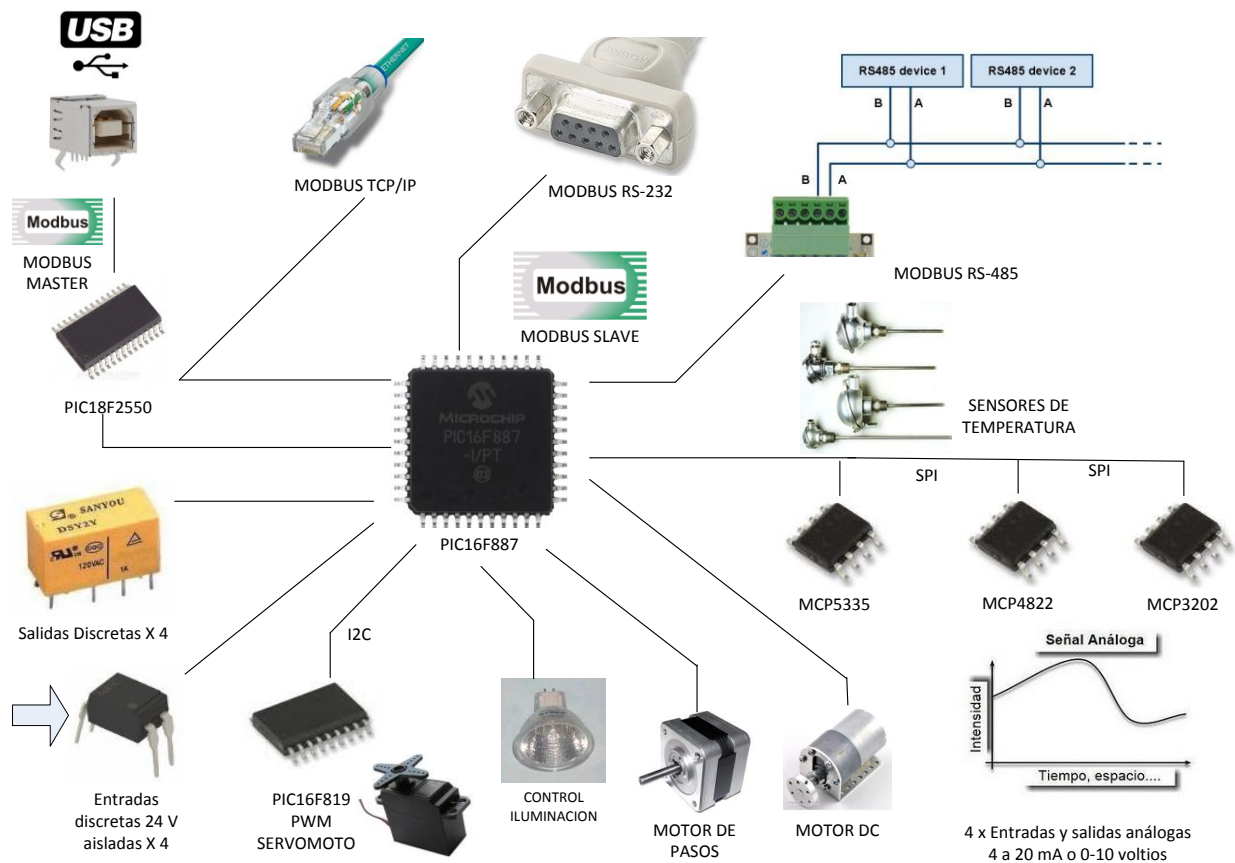 USB
ETHERNET
MODBUS TCP/IP
MODBUS RS-232
RS485 device 1
RS485 device 2
B
A
B
A
B
A
MODBUS RS-485
Modbus
MODBUS
MASTER
Modbus
MODBUS SLAVE
PIC18F2550
MICROCHIP
PIC16F887
-I/PT
PIC16F887
SENSORES DE
TEMPERATURA
SPI
SPI
MCP5335
MCP4822
MCP3202
SANYOU
DSY2Y
120VAC
1A
Salidas Discretas X 4
I2C
Entradas
discretas 24 V
aisladas X 4
PIC16F819
PWM
SERVOMOTO
CONTROL
ILUMINACION
MOTOR DE
PASOS
MOTOR DC
Señal Análoga
Intensidad
Tiempo, espacio....
4 x Entradas y salidas análogas
4 a 20 mA o 0-10 voltios